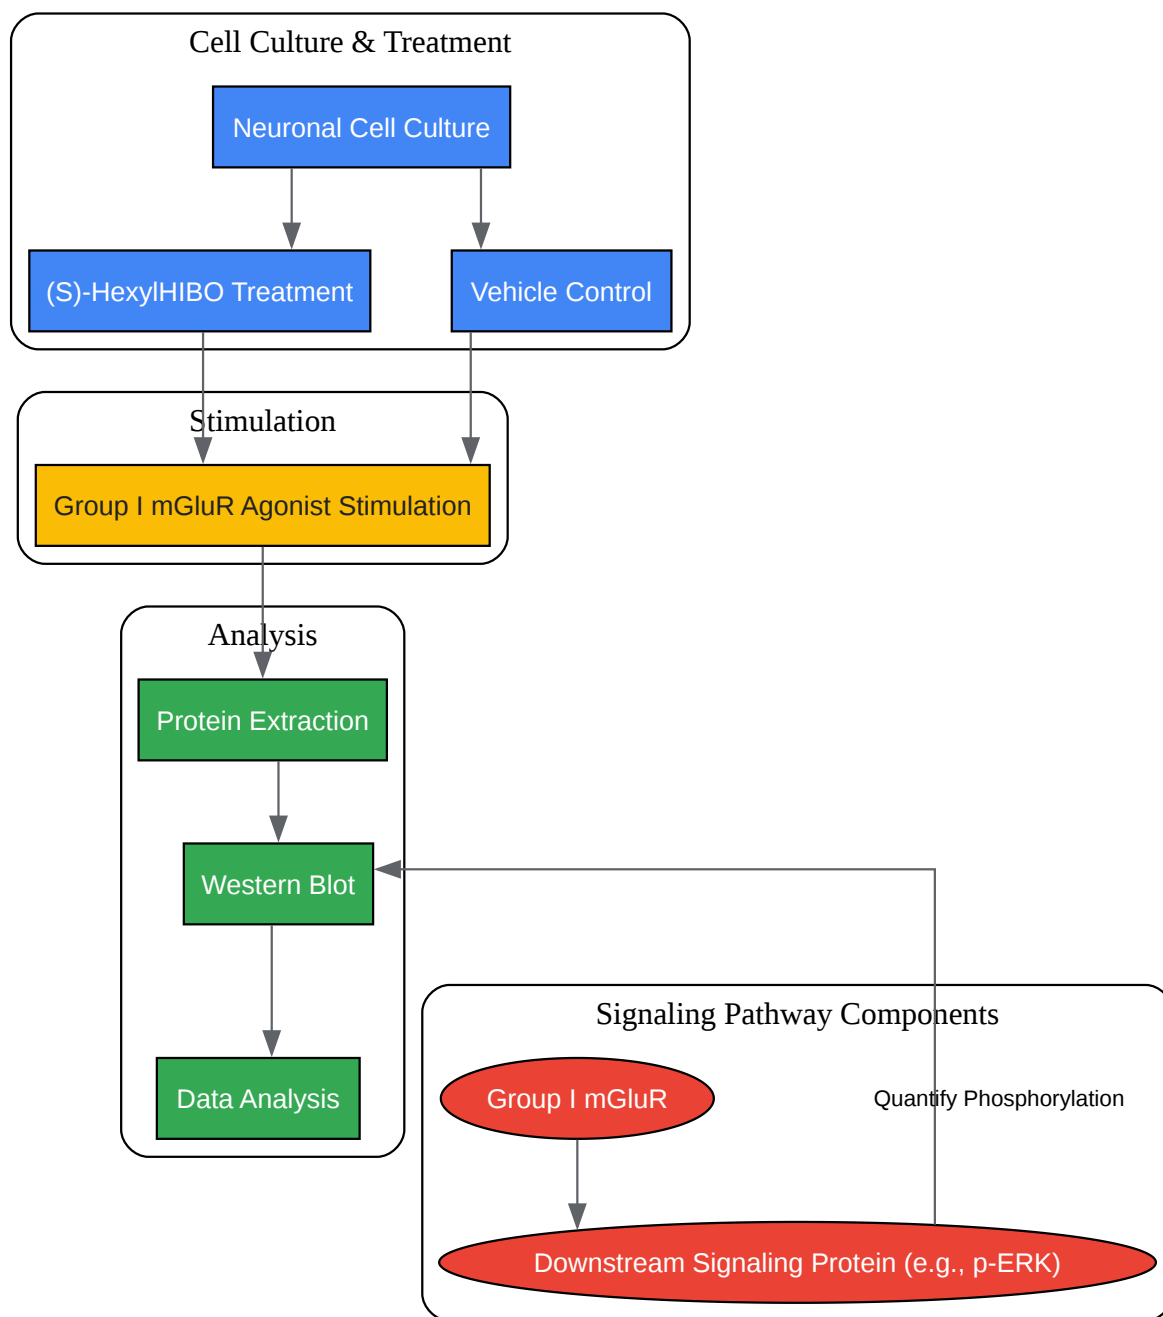 Cell Culture & Treatment
Neuronal Cell Culture
(S)-HexylHIBO Treatment
Vehicle Control
Stimulation
Group I mGluR Agonist Stimulation
Analysis
Protein Extraction
Western Blot
Data Analysis
Signaling Pathway Components
Group I mGluR
Quantify Phosphorylation
Downstream Signaling Protein (e.g., p-ERK)